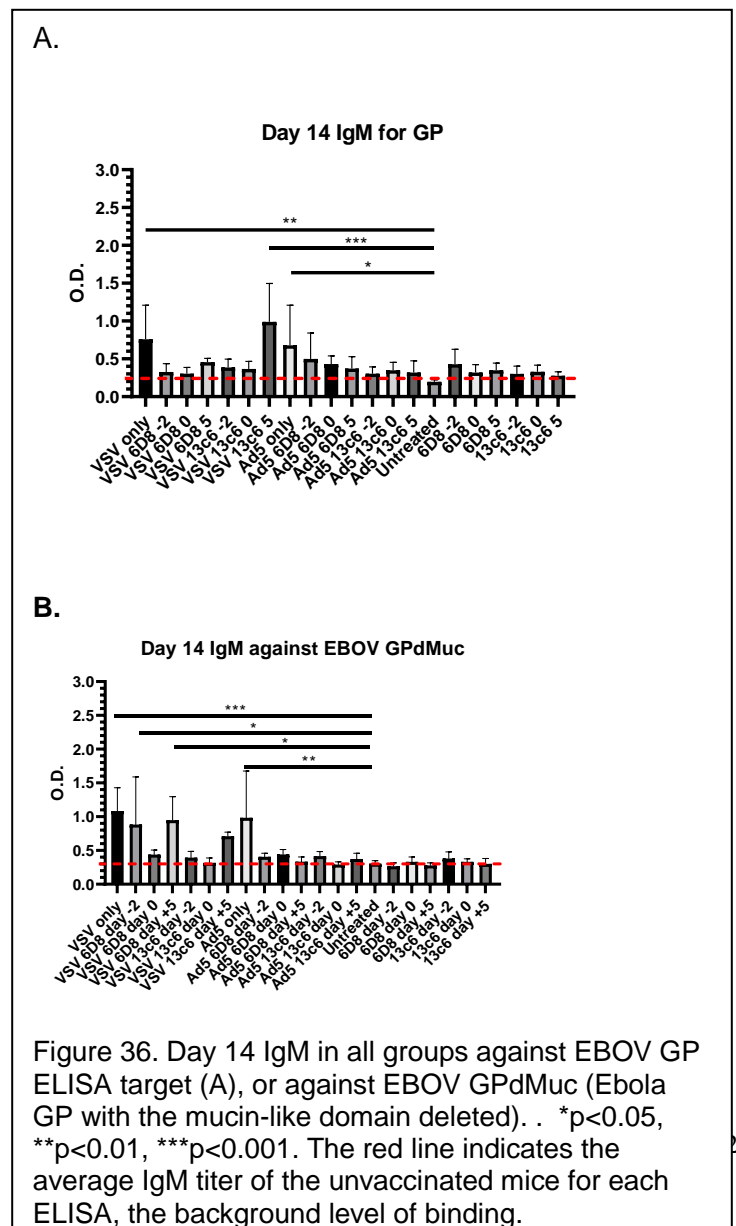 A.
Day 14 IgM for GP
3.0
2.5
2.0
1.5
1.0
0.5
0.0
O.D.
**
***
*
VSV only
VSV 6D8 -2
VSV 6D8 0
VSV 6D8 5
VSV 13c6 -2
VSV 13c6 0
VSV 13c6 5
Ad5 only
Ad5 6D8 -2
Ad5 6D8 0
Ad5 6D8 5
Ad5 13c6 -2
Ad5 13c6 0
Ad5 13c6 5
Untreated
6D8 -2
6D8 0
6D8 5
13c6 -2
13c6 0
13c6 5
B.
Day 14 IgM against EBOV GPdMuc
3.0
2.5
2.0
1.5
1.0
0.5
0.0
O.D.
***
*
*
**
VSV only
VSV 6D8 day -2
VSV 6D8 day 0
VSV 6D8 day +5
VSV 13c6 day -2
VSV 13c6 day 0
VSV 13c6 day +5
Ad5 only
Ad5 6D8 day -2
Ad5 6D8 day 0
Ad5 6D8 day +5
Ad5 13c6 day -2
Ad5 13c6 day 0
Ad5 13c6 day +5
Untreated
6D8 day -2
6D8 day 0
6D8 day +5
13c6 day -2
13c6 day 0
13c6 day +5
Figure 36. Day 14 IgM in all groups against EBOV GP
ELISA target (A), or against EBOV GPdMuc (Ebola
GP with the mucin-like domain deleted). . *p<0.05,
**p<0.01, ***p<0.001. The red line indicates the
average IgM titer of the unvaccinated mice for each
ELISA, the background level of binding.